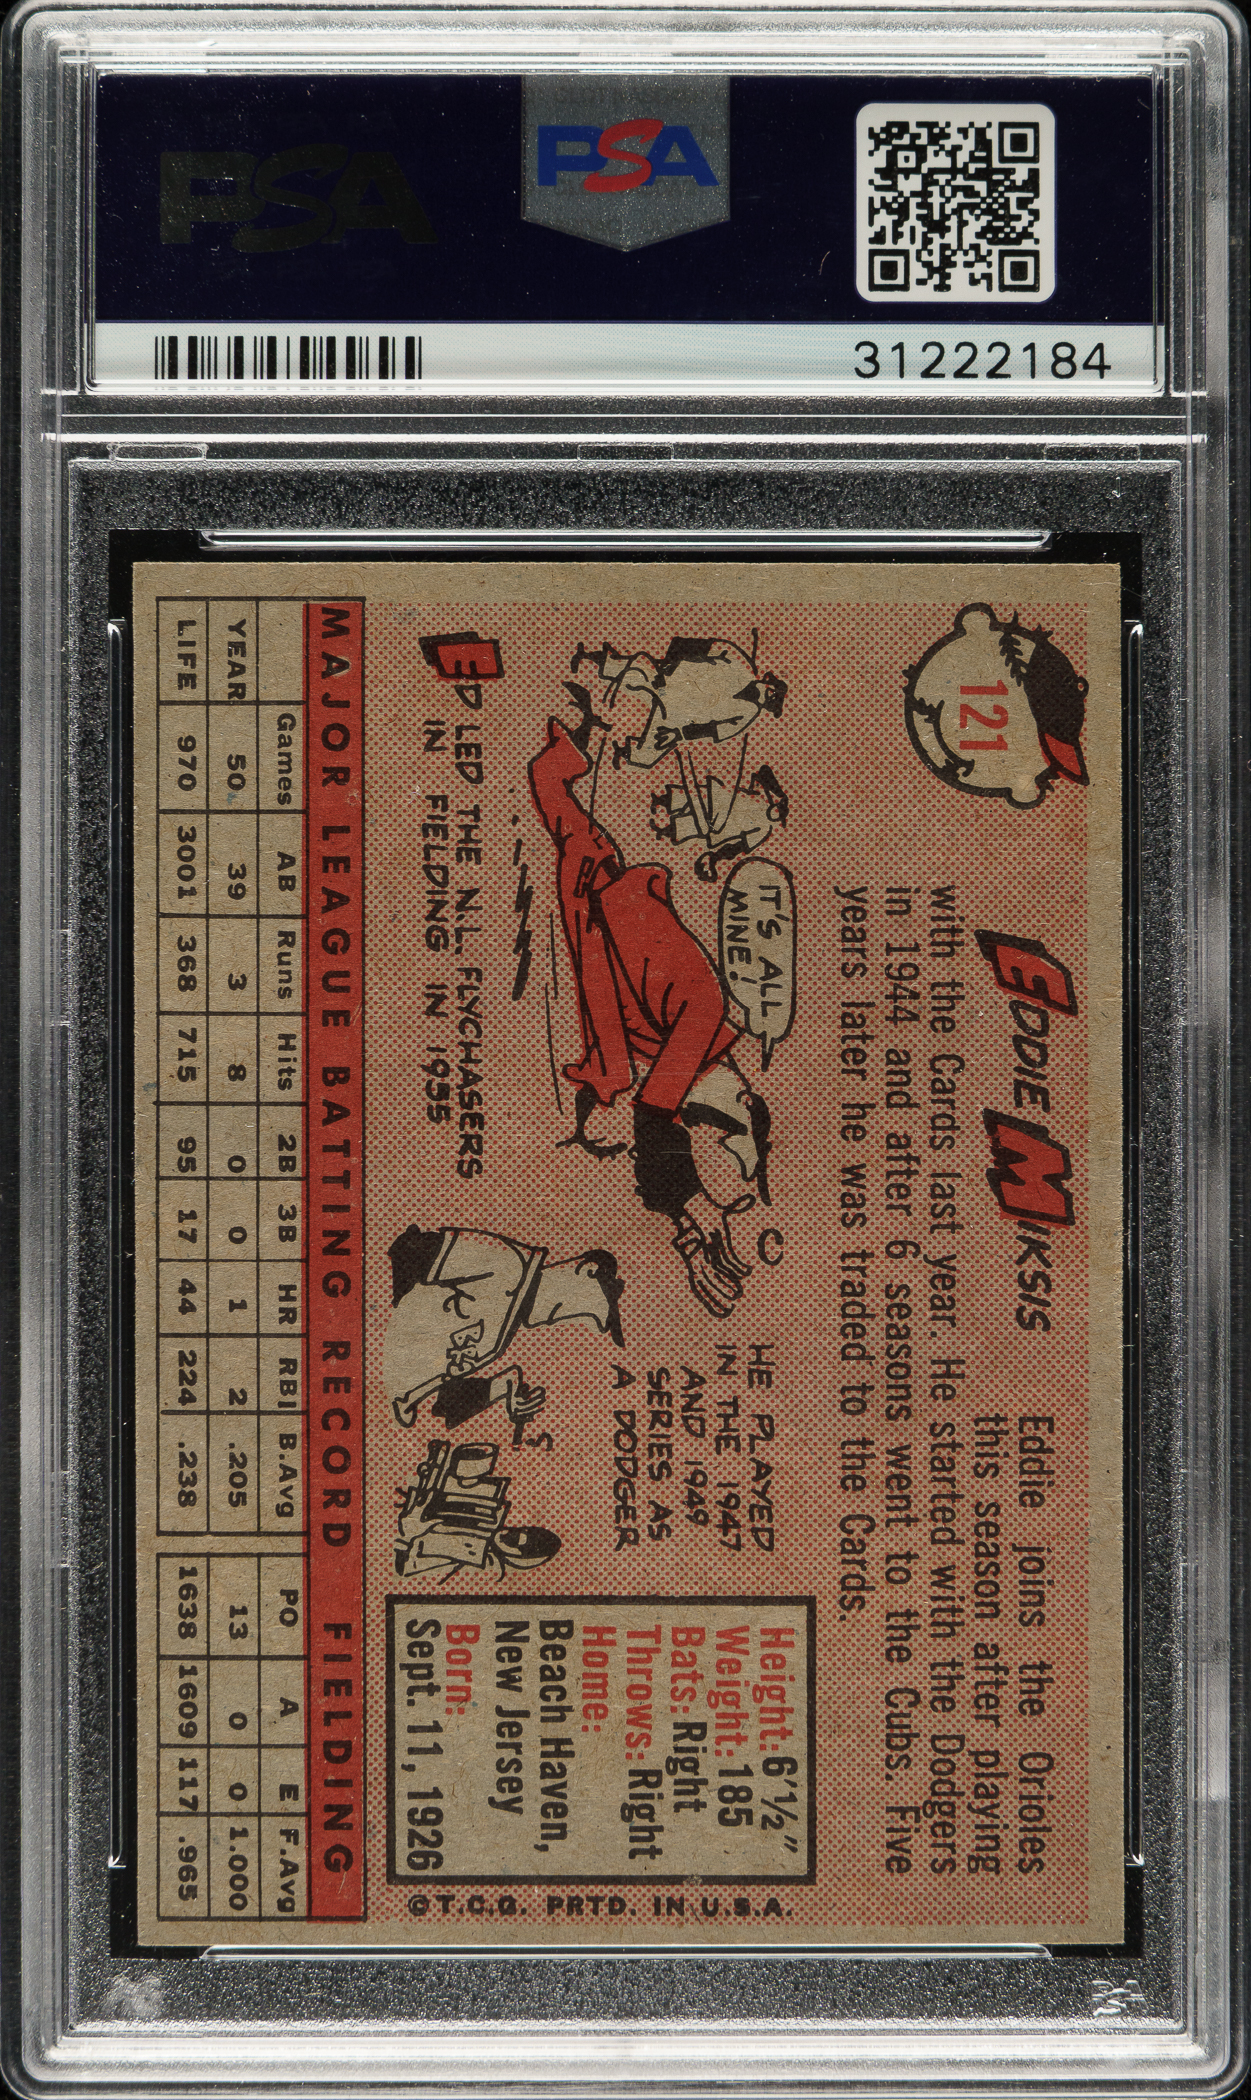 PSA
PSA
31222184
121
EDDIE MIKSIS
Eddie joins the Orioles
this season after playing
with the Cards last year. He started with the Dodgers
in 1944 and after 6 seasons went to the Cubs. Five
years later he was traded to the Cards.
IT'S ALL
MINE!
ED LED THE N.L. FLYCHASERS
IN FIELDING IN 1955
HE PLAYED
IN THE 1947
AND 1949
SERIES AS
A DODGER
Height: 6'1½"
Weight: 185
Bats: Right
Throws: Right
Home:
Beach Haven,
New Jersey
Born:
Sept. 11, 1926
© T.C.G. PRTD. IN U.S.A.
MAJOR LEAGUE BATTING RECORD FIELDING
Games AB Runs Hits 2B 3B HR RBI B.Avg PO A E F.Avg
YEAR 50 39 3 8 0 0 1 2 .205 13 0 0 1.000
LIFE 970 3001 368 715 95 17 44 224 .238 1638 1609 117 .965
PSA